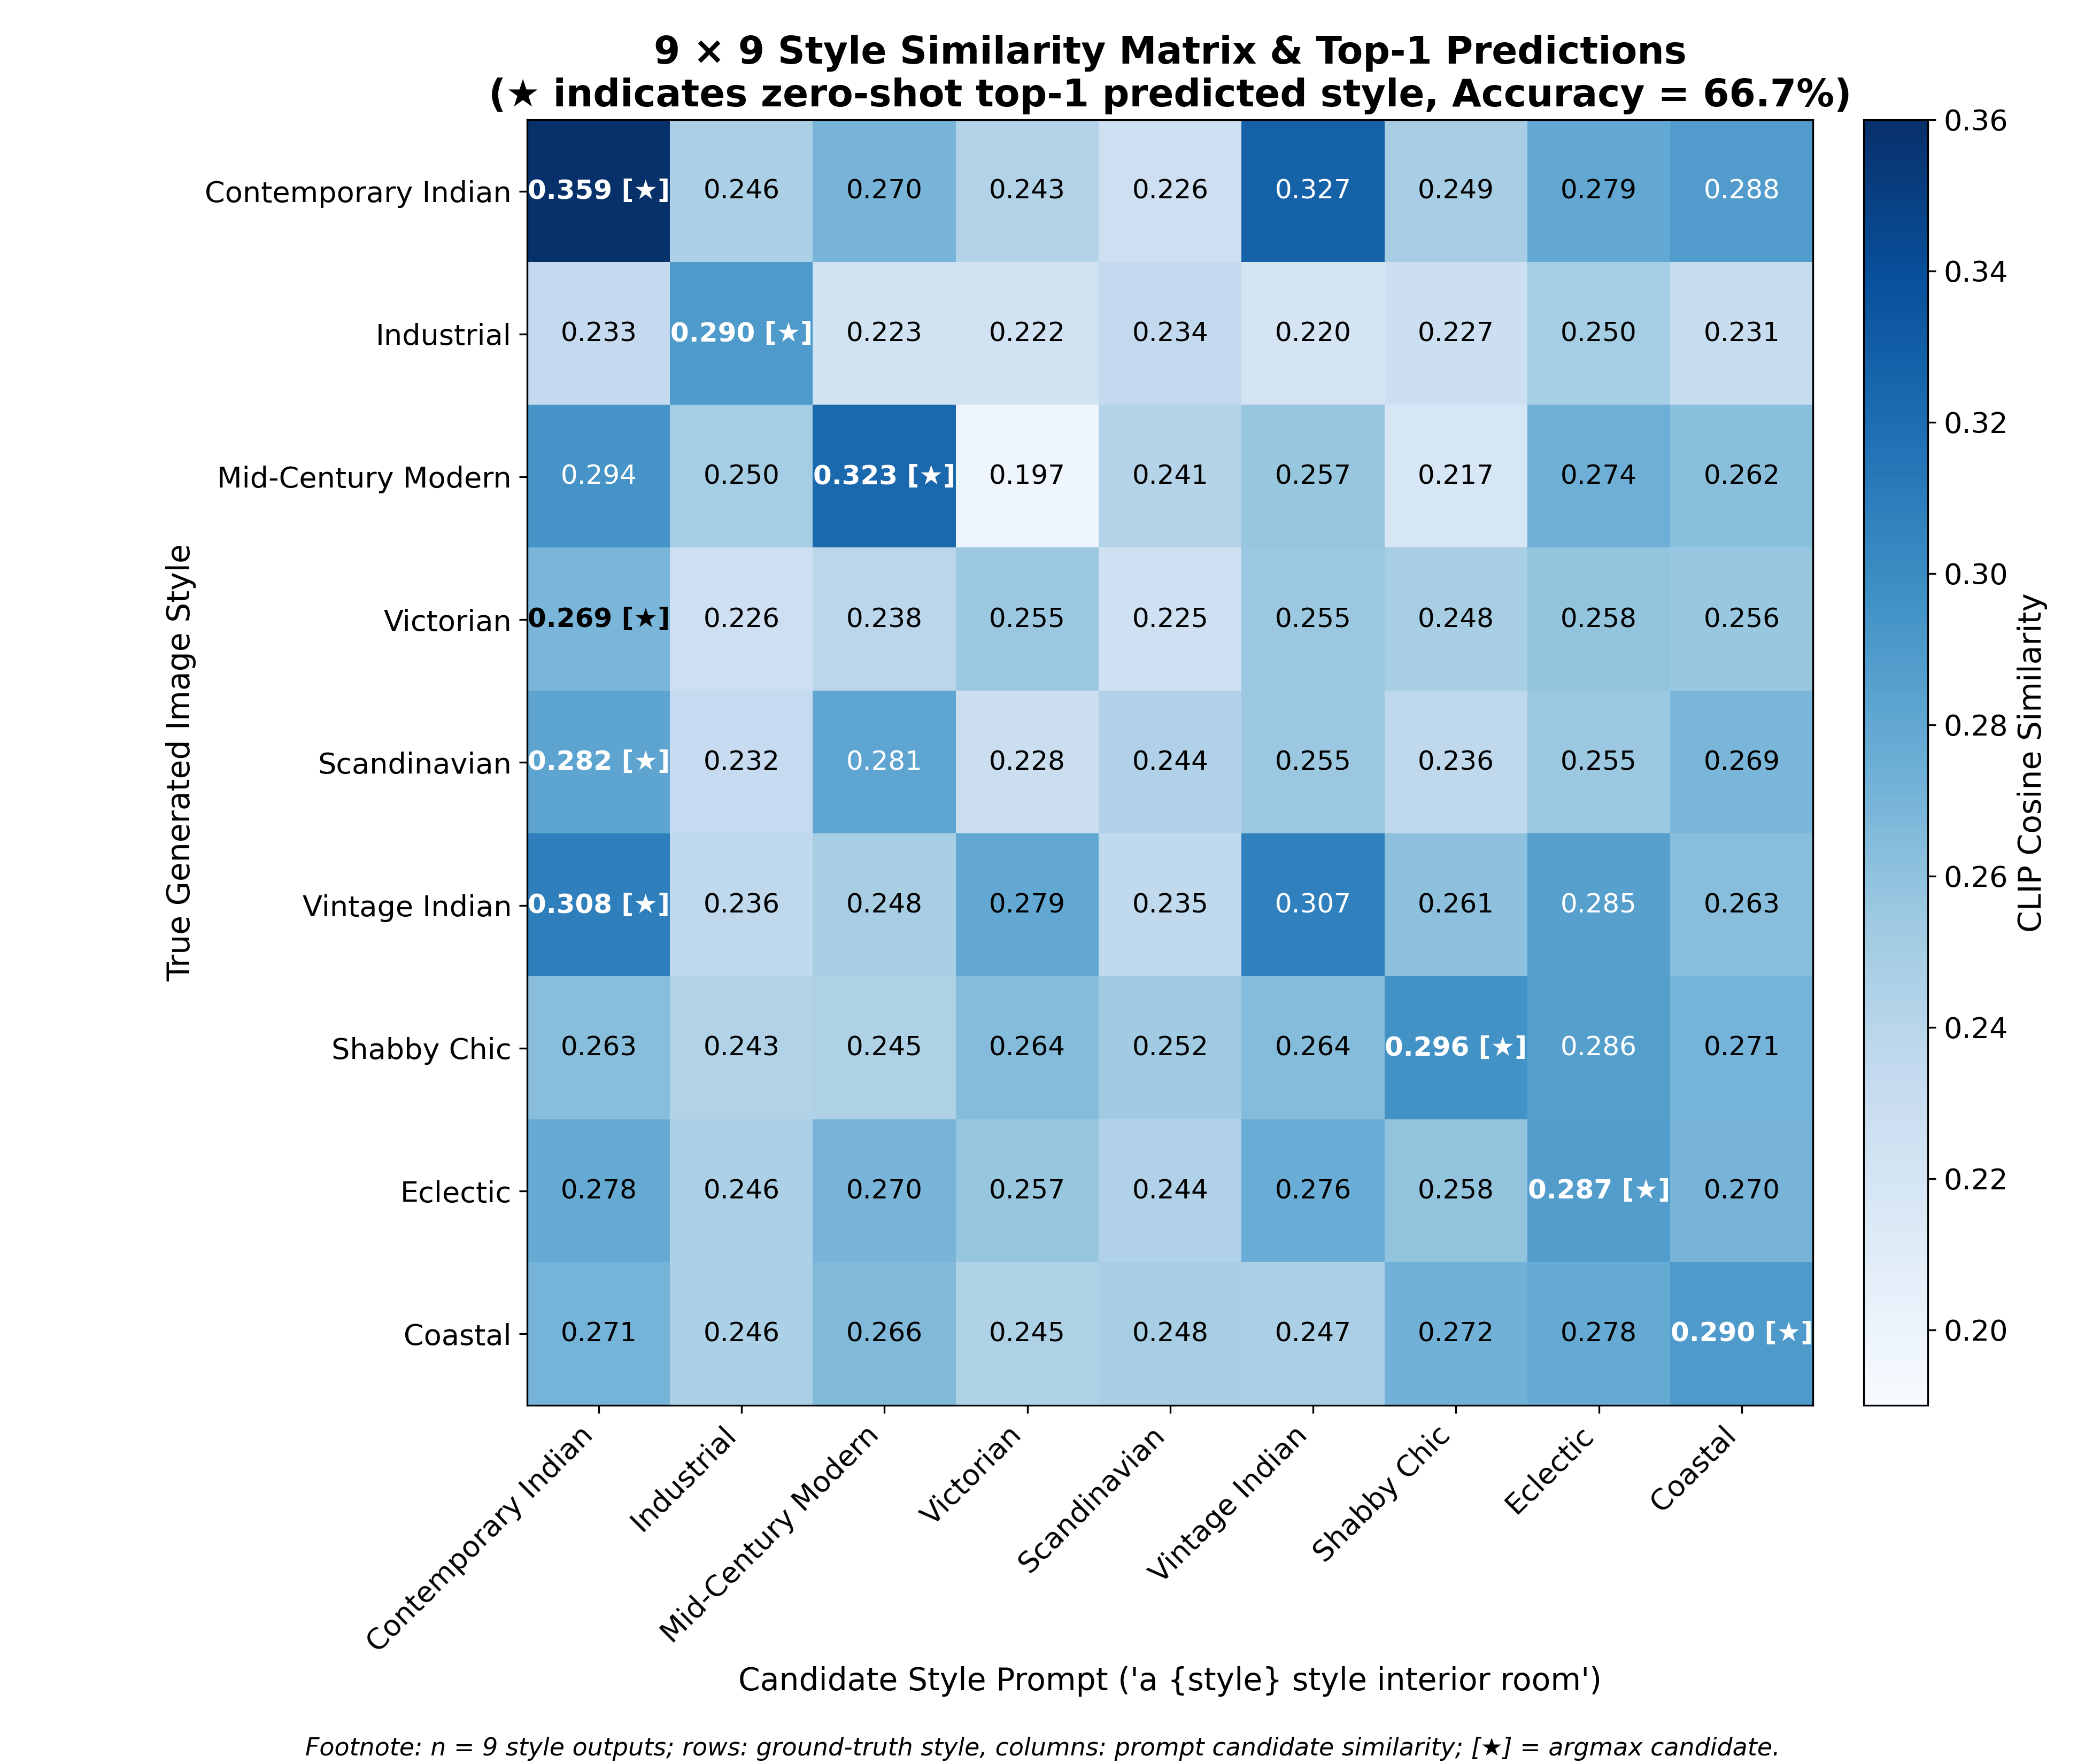 9 × 9 Style Similarity Matrix & Top-1 Predictions
(★ indicates zero-shot top-1 predicted style, Accuracy = 66.7%)
True Generated Image Style
Contemporary Indian 0.359 [★] 0.246 0.270 0.243 0.226 0.327 0.249 0.279 0.288
Industrial 0.233 0.290 [★] 0.223 0.222 0.234 0.220 0.227 0.250 0.231
Mid-Century Modern 0.294 0.250 0.323 [★] 0.197 0.241 0.257 0.217 0.274 0.262
Victorian 0.269 [★] 0.226 0.238 0.255 0.225 0.255 0.248 0.258 0.256
Scandinavian 0.282 [★] 0.232 0.281 0.228 0.244 0.255 0.236 0.255 0.269
Vintage Indian 0.308 [★] 0.236 0.248 0.279 0.235 0.307 0.261 0.285 0.263
Shabby Chic 0.263 0.243 0.245 0.264 0.252 0.264 0.296 [★] 0.286 0.271
Eclectic 0.278 0.246 0.270 0.257 0.244 0.276 0.258 0.287 [★] 0.270
Coastal 0.271 0.246 0.266 0.245 0.248 0.247 0.272 0.278 0.290 [★]
Contemporary Indian
Industrial
Mid-Century Modern
Victorian
Scandinavian
Vintage Indian
Shabby Chic
Eclectic
Coastal
Candidate Style Prompt ('a {style} style interior room')
0.36
0.34
0.32
0.30
0.28
0.26
0.24
0.22
0.20
CLIP Cosine Similarity
Footnote: n = 9 style outputs; rows: ground-truth style, columns: prompt candidate similarity; [★] = argmax candidate.